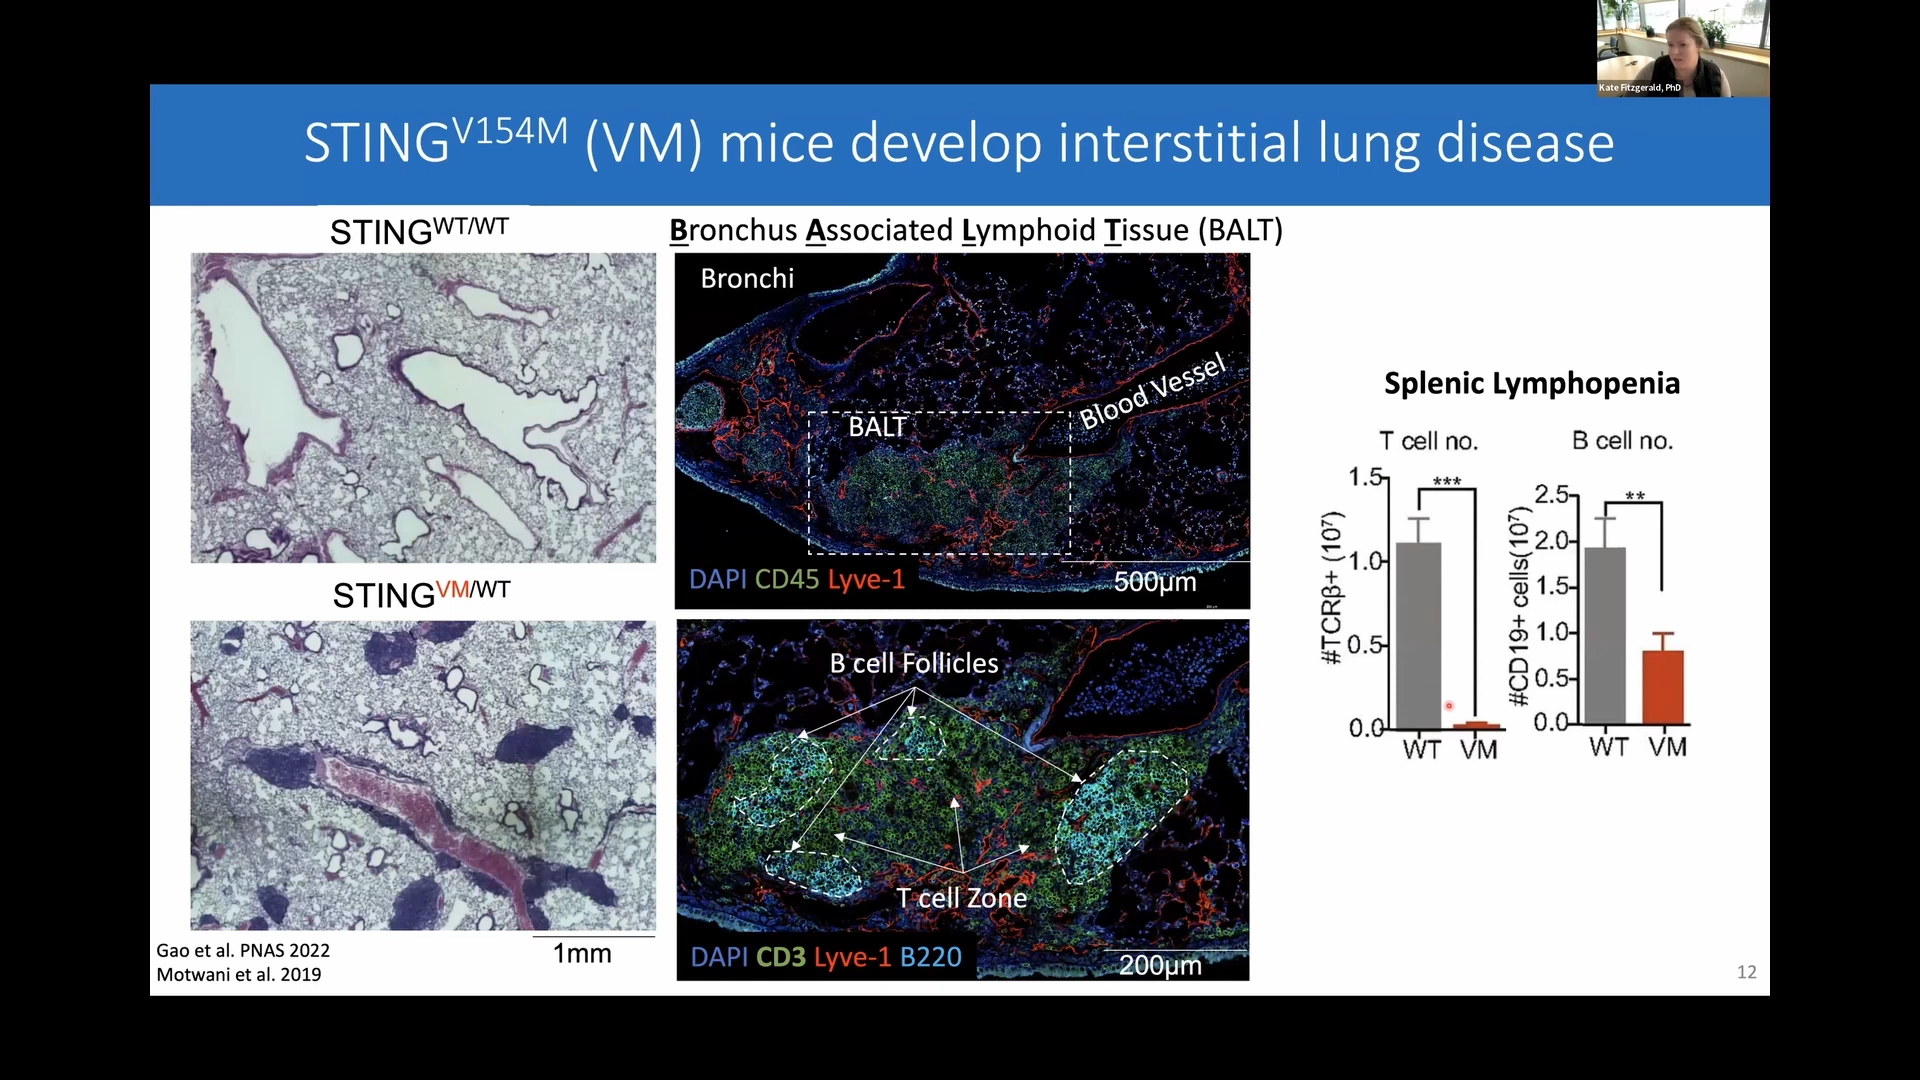 Kate Fitzgerald, PhD
STINGV154M (VM) mice develop interstitial lung disease
STINGWT/WT
STINGVM/WT
Gao et al. PNAS 2022
Motwani et al. 2019
1mm
Bronchus Associated Lymphoid Tissue (BALT)
Bronchi
Blood Vessel
BALT
DAPI CD45 Lyve-1
500µm
B cell Follicles
T cell Zone
DAPI CD3 Lyve-1 B220
200µm
Splenic Lymphopenia
T cell no.
#TCRβ+ (10⁷)
1.5
1.0
0.5
0.0
***
WT VM
B cell no.
#CD19+ cells(10⁷)
2.5
2.0
1.5
1.0
0.5
0.0
**
WT VM
12